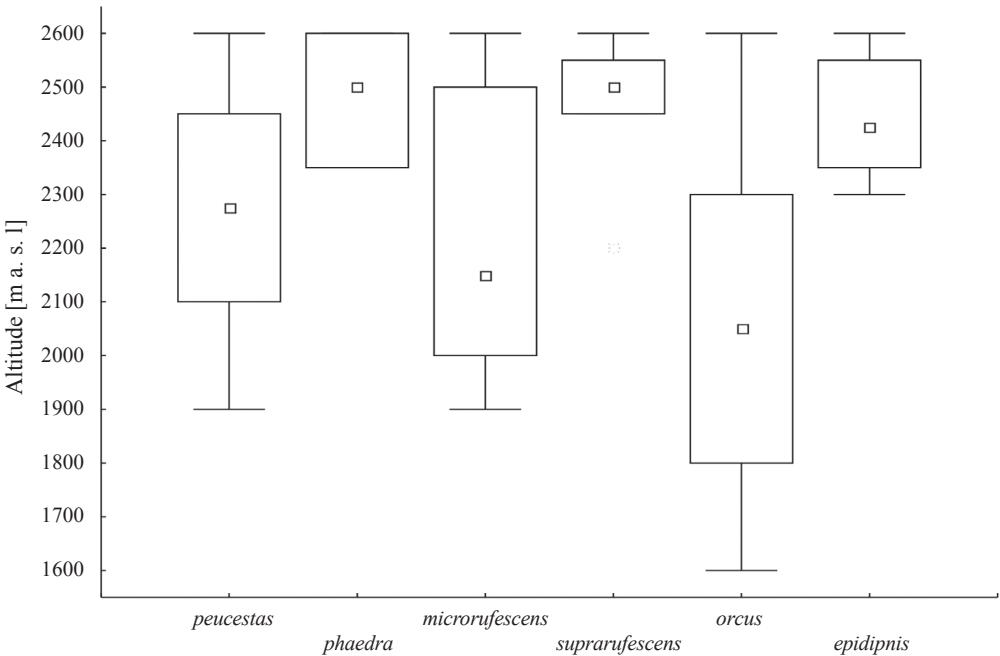 2600
2500
2400
2300
2200
2100
2000
1900
1800
1700
1600
Altitude [m a. s. l]
peucestas
phaedra
microrufescens
suprarufescens
orcus
epidipnis